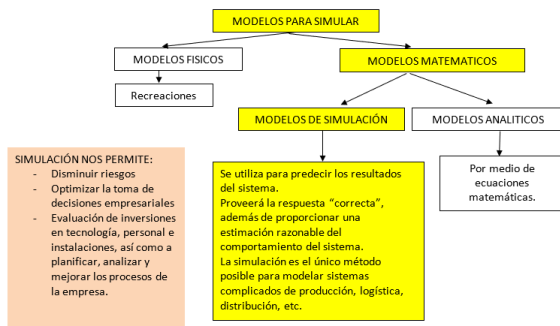 MODELOS PARA SIMULAR
MODELOS FISICOS
MODELOS MATEMATICOS
Recreaciones
MODELOS DE SIMULACIÓN
MODELOS ANALITICOS
SIMULACIÓN NOS PERMITE:
- Disminuir riesgos
- Optimizar la toma de
decisiones empresariales
- Evaluación de inversiones
en tecnología, personal e
instalaciones, así como a
planificar, analizar y
mejorar los procesos de
la empresa.
Se utiliza para predecir los resultados
del sistema.
Proveerá la respuesta “correcta”,
además de proporcionar una
estimación razonable del
comportamiento del sistema.
La simulación es el único método
posible para modelar sistemas
complicados de producción, logística,
distribución, etc.
Por medio de
ecuaciones
matemáticas.